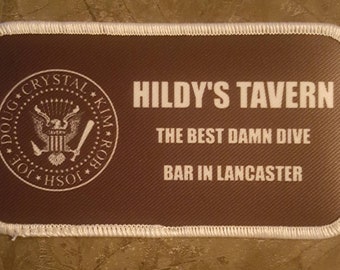 DOUG CRYSTAL KIM ROB JOSH JOE
HILDY'S TAVERN
THE BEST DAMN DIVE
BAR IN LANCASTER